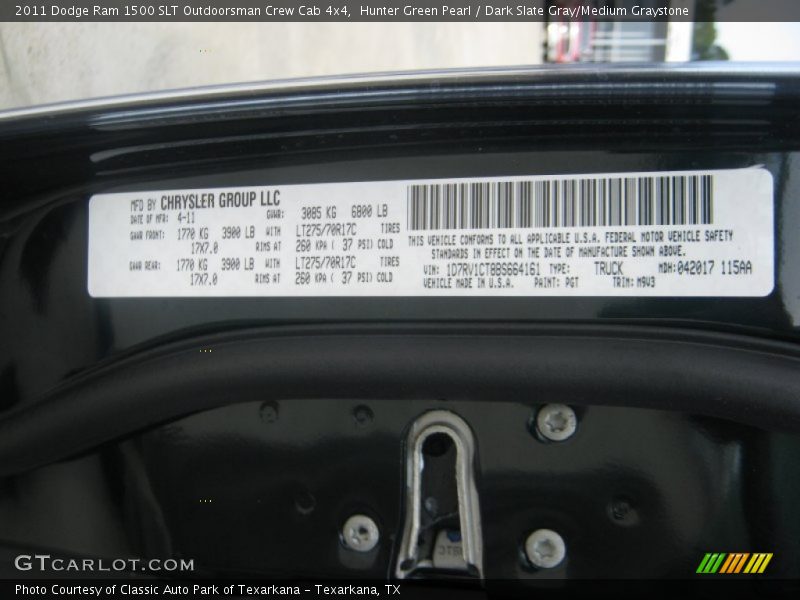 2011 Dodge Ram 1500 SLT Outdoorsman Crew Cab 4x4,  Hunter Green Pearl / Dark Slate Gray/Medium Graystone
MFD BY CHRYSLER GROUP LLC
DATE OF MFR: 4-11 GVWR: 3085 KG 6800 LB
GAWR FRONT: 1770 KG 3900 LB WITH LT275/70R17C TIRES
17X7.0 RIMS AT 260 KPA ( 37 PSI) COLD
GAWR REAR: 1770 KG 3900 LB WITH LT275/70R17C TIRES
17X7.0 RIMS AT 260 KPA ( 37 PSI) COLD
THIS VEHICLE CONFORMS TO ALL APPLICABLE U.S.A. FEDERAL MOTOR VEHICLE SAFETY
STANDARDS IN EFFECT ON THE DATE OF MANUFACTURE SHOWN ABOVE.
VIN: 1D7RV1CT8BS664161 TYPE: TRUCK MDH: 042017 115AA
VEHICLE MADE IN U.S.A. PAINT: PGT TRIM: M9V3
GTCARLOT.COM
Photo Courtesy of Classic Auto Park of Texarkana - Texarkana, TX